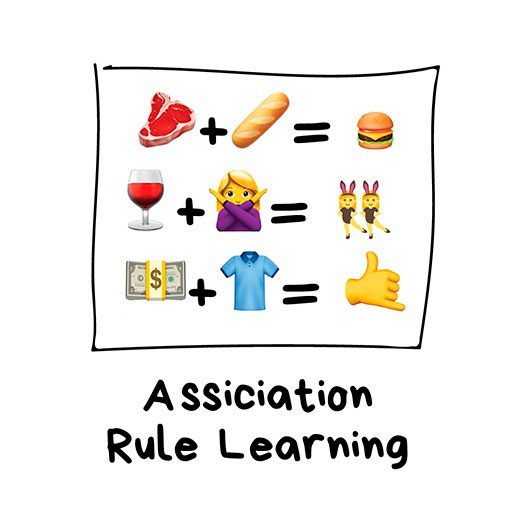 + =
+ =
$
+ =
Assiciation
Rule Learning